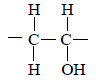 H H
– C – C –
H OH